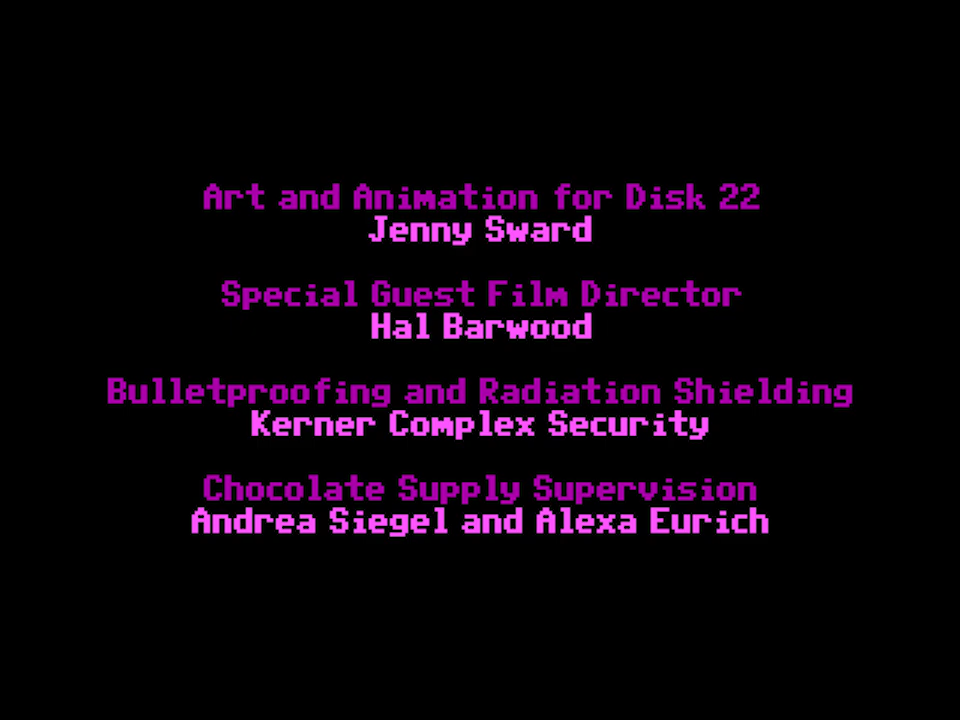 Art and Animation for Disk 22
Jenny Sward
Special Guest Film Director
Hal Barwood
Bulletproofing and Radiation Shielding
Kerner Complex Security
Chocolate Supply Supervision
Andrea Siegel and Alexa Eurich